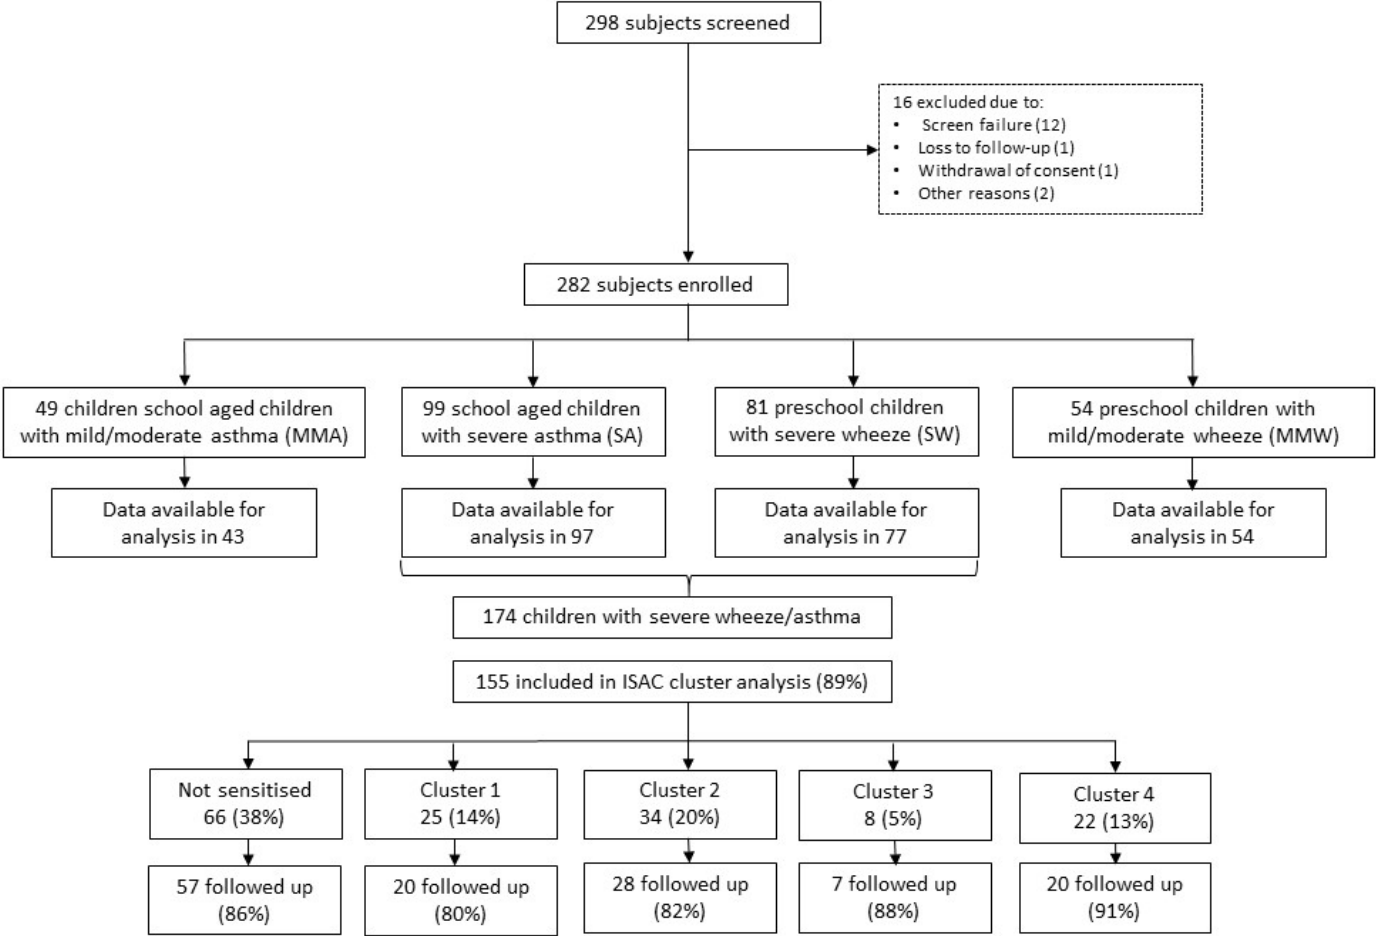 298 subjects screened
16 excluded due to:
• Screen failure (12)
• Loss to follow-up (1)
• Withdrawal of consent (1)
• Other reasons (2)
282 subjects enrolled
49 children school aged children
with mild/moderate asthma (MMA)
99 school aged children
with severe asthma (SA)
81 preschool children
with severe wheeze (SW)
54 preschool children with
mild/moderate wheeze (MMW)
Data available for
analysis in 43
Data available for
analysis in 97
Data available for
analysis in 77
Data available for
analysis in 54
174 children with severe wheeze/asthma
155 included in ISAC cluster analysis (89%)
Not sensitised
66 (38%)
Cluster 1
25 (14%)
Cluster 2
34 (20%)
Cluster 3
8 (5%)
Cluster 4
22 (13%)
57 followed up
(86%)
20 followed up
(80%)
28 followed up
(82%)
7 followed up
(88%)
20 followed up
(91%)